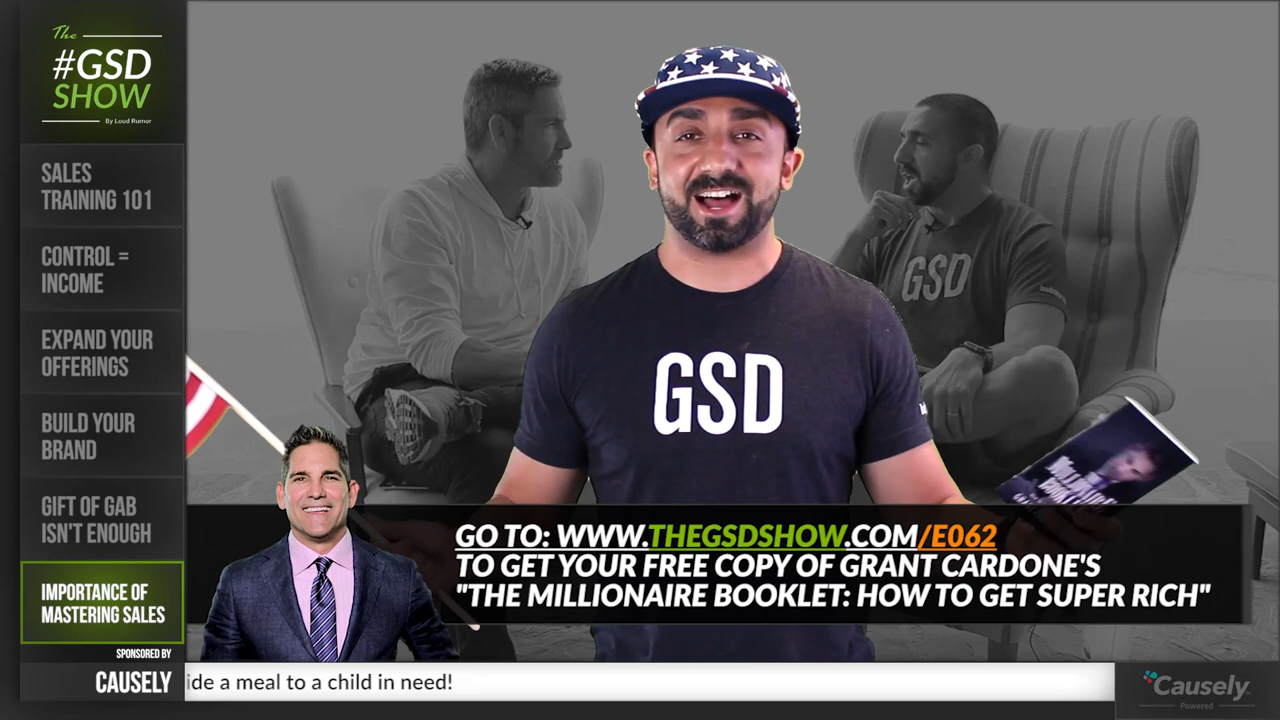 The
#GSD
SHOW
By Loud Rumor
SALES
TRAINING 101
CONTROL =
INCOME
EXPAND YOUR
OFFERINGS
BUILD YOUR
BRAND
GIFT OF GAB
ISN'T ENOUGH
IMPORTANCE OF
MASTERING SALES
SPONSORED BY
CAUSELY
GSD
GSD
GO TO: WWW.THEGSDSHOW.COM/E062
TO GET YOUR FREE COPY OF GRANT CARDONE'S
"THE MILLIONAIRE BOOKLET: HOW TO GET SUPER RICH"
ide a meal to a child in need!
Causely
Powered